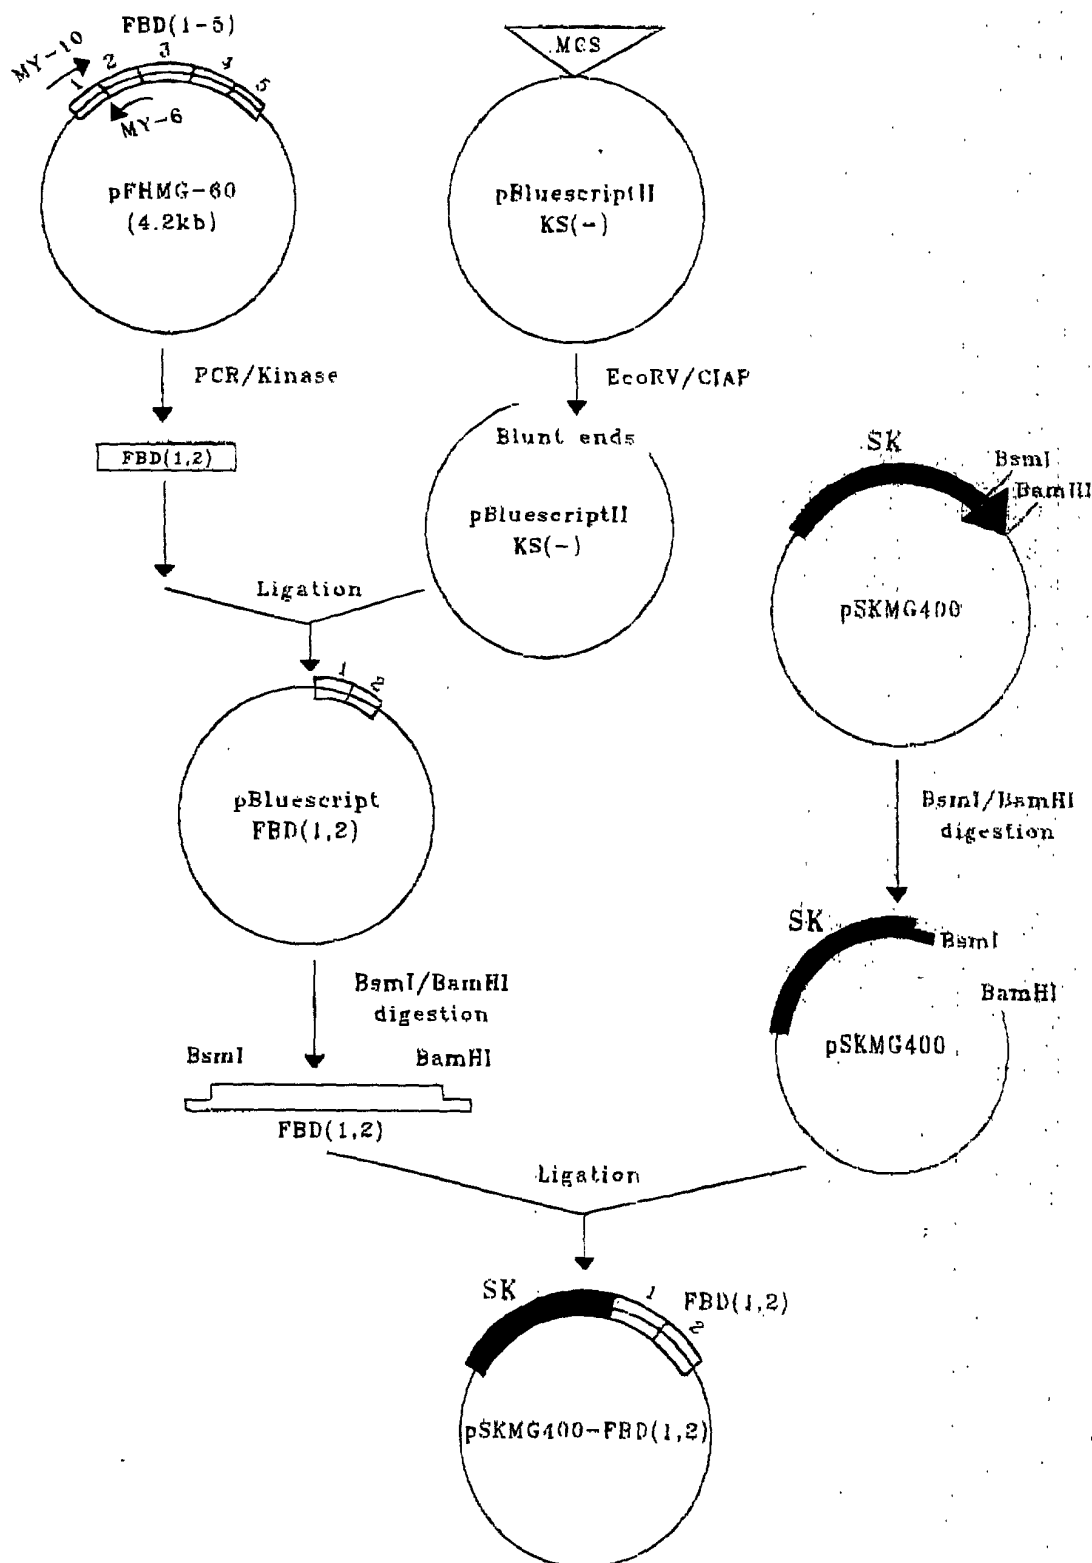 FBD(1-5)
MY-10
1
2
3
4
5
MY-6
pFHMG-60
(4.2kb)
MCS
pBluescriptII
KS(-)
PCR/Kinase
EcoRV/CIAP
FBD(1,2)
Blunt ends
pBluescriptII
KS(-)
Ligation
SK
BsmI
BamHI
pSKMG400
1
2
pBluescript
FBD(1,2)
BsmI/BamHI
digestion
SK
BsmI
BamHI
pSKMG400
BsmI/BamHI
digestion
BsmI
BamHI
FBD(1,2)
Ligation
SK
1
2
FBD(1,2)
pSKMG400-FBD(1,2)